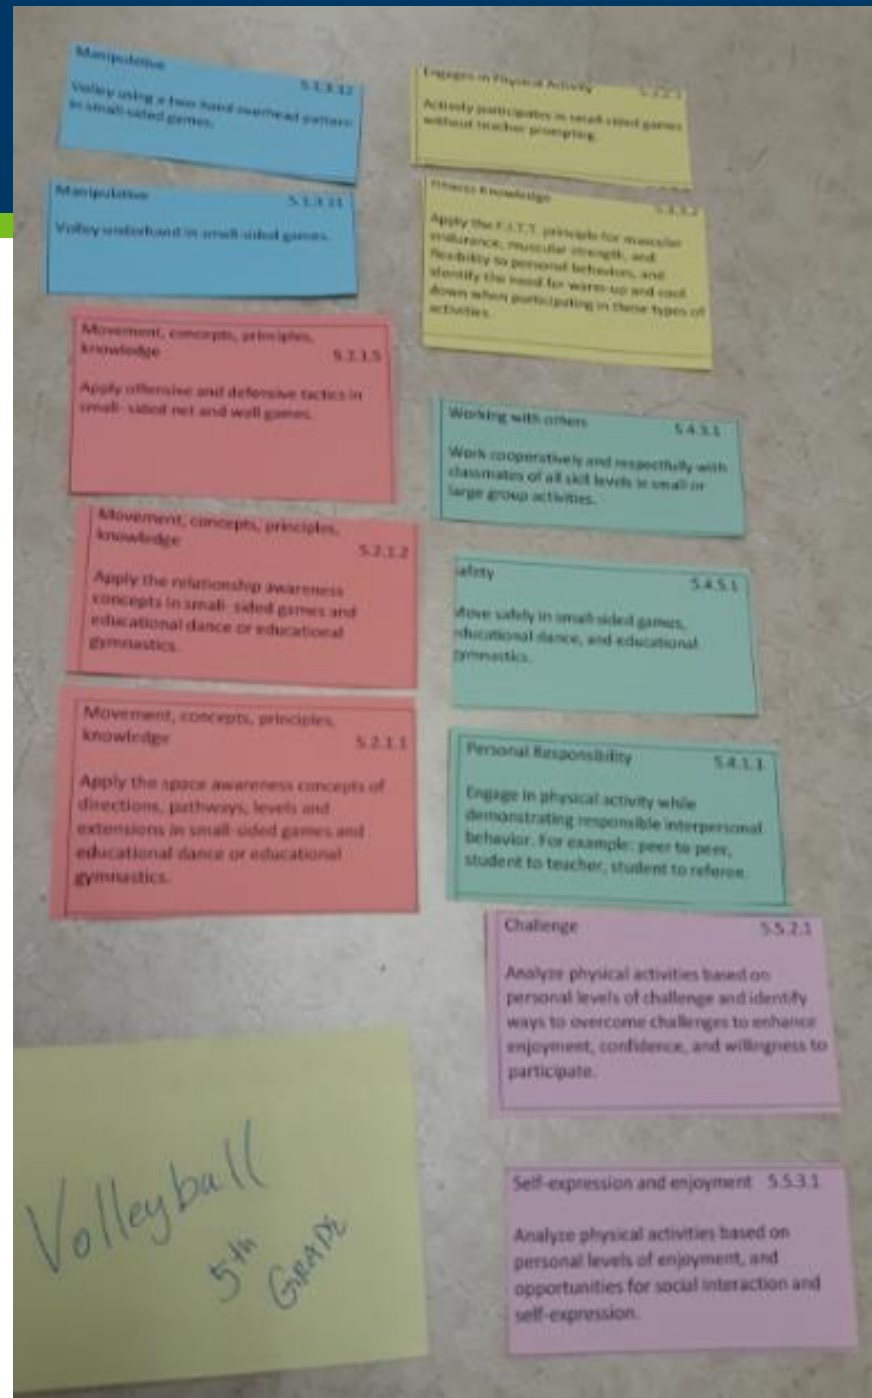 Manipulative
5.1.3.12
Volley using a two hand overhead pattern
in small-sided games.
Manipulative
5.1.3.11
Volley underhand in small-sided games.
Movement, concepts, principles,
knowledge
5.2.1.5
Apply offensive and defensive tactics in
small- sided net and wall games.
Movement, concepts, principles,
knowledge
5.2.1.2
Apply the relationship awareness
concepts in small- sided games and
educational dance or educational
gymnastics.
Movement, concepts, principles,
knowledge
5.2.1.1
Apply the space awareness concepts of
directions, pathways, levels and
extensions in small-sided games and
educational dance or educational
gymnastics.
Volleyball
5th
GRADE
Engages in Physical Activity
Actively participates in small-sided games
without teacher prompting.
Fitness Knowledge
Apply the F.I.T.T. principle for muscular
endurance, muscular strength, and
flexibility to personal behaviors, and
identify the need for warm-up and cool
down when participating in these types of
activities.
Working with others
5.4.3.1
Work cooperatively and respectfully with
classmates of all skill levels in small or
large group activities.
afety
5.4.5.1
Move safely in small-sided games,
educational dance, and educational
gymnastics.
Personal Responsibility
5.4.1.1
Engage in physical activity while
demonstrating responsible interpersonal
behavior. For example: peer to peer,
student to teacher, student to referee.
Challenge
5.5.2.1
Analyze physical activities based on
personal levels of challenge and identify
ways to overcome challenges to enhance
enjoyment, confidence, and willingness to
participate.
Self-expression and enjoyment 5.5.3.1
Analyze physical activities based on
personal levels of enjoyment, and
opportunities for social interaction and
self-expression.